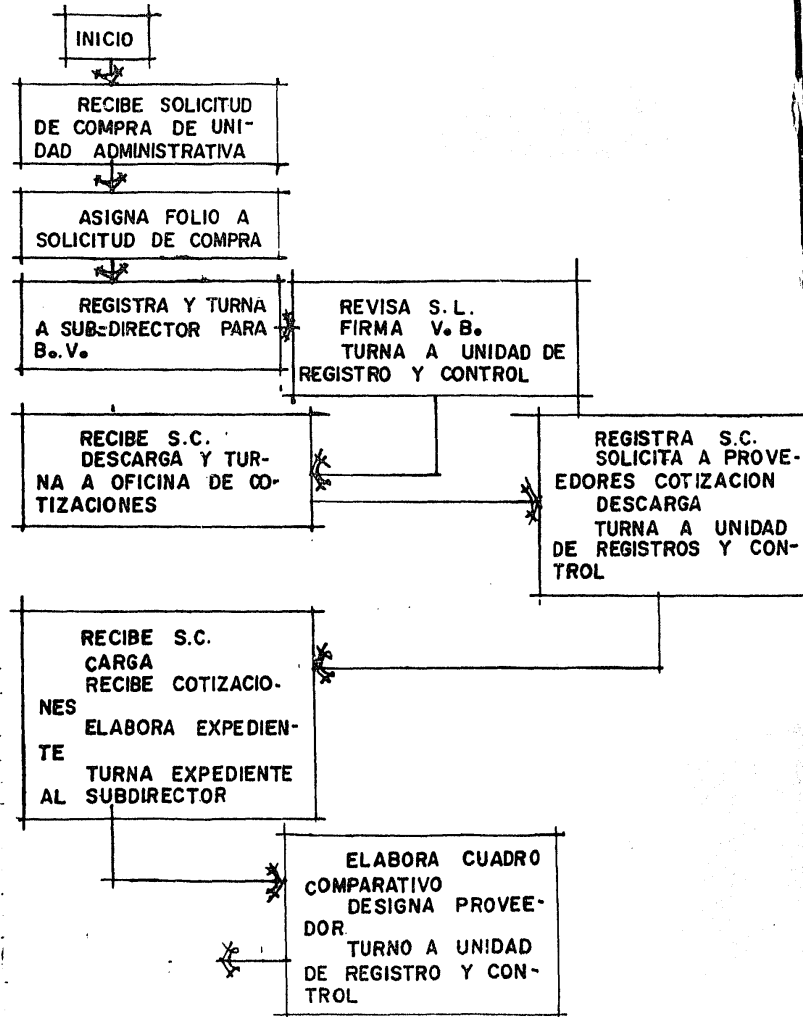 INICIO
RECIBE SOLICITUD
DE COMPRA DE UNI-
DAD ADMINISTRATIVA
ASIGNA FOLIO A
SOLICITUD DE COMPRA
REGISTRA Y TURNA
A SUB-DIRECTOR PARA
B.V.
REVISA S.L.
FIRMA V.B.
TURNA A UNIDAD DE
REGISTRO Y CONTROL
RECIBE S.C.
DESCARGA Y TUR-
NA A OFICINA DE CO-
TIZACIONES
REGISTRA S.C.
SOLICITA A PROVE-
EDORES COTIZACION
DESCARGA
TURNA A UNIDAD
DE REGISTROS Y CON-
TROL
RECIBE S.C.
CARGA
RECIBE COTIZACIO-
NES
ELABORA EXPEDIEN-
TE
TURNA EXPEDIENTE
AL SUBDIRECTOR
ELABORA CUADRO
COMPARATIVO
DESIGNA PROVEE-
DOR
TURNO A UNIDAD
DE REGISTRO Y CON-
TROL